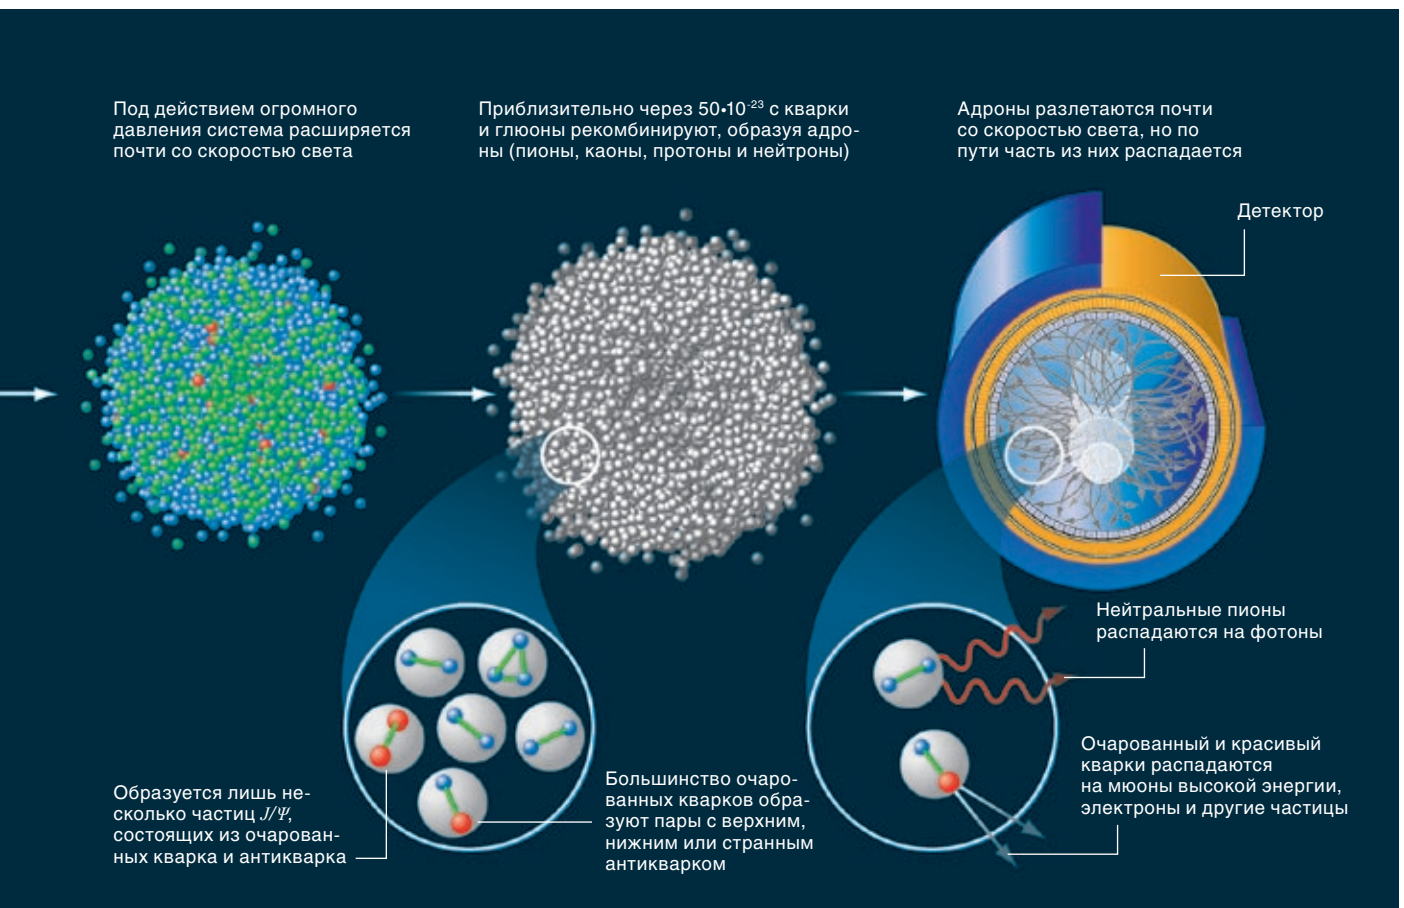 Под действием огромного
давления система расширяется
почти со скоростью света
Приблизительно через 50•10⁻²³ с кварки
и глюоны рекомбинируют, образуя адро-
ны (пионы, каоны, протоны и нейтроны)
Адроны разлетаются почти
со скоростью света, но по
пути часть из них распадается
Детектор
Нейтральные пионы
распадаются на фотоны
Очарованный и красивый
кварки распадаются
на мюоны высокой энергии,
электроны и другие частицы
Большинство очаро-
ванных кварков обра-
зуют пары с верхним,
нижним или странным
антикварком
Образуется лишь не-
сколько частиц J/Ψ,
состоящих из очарован-
ных кварка и антикварка